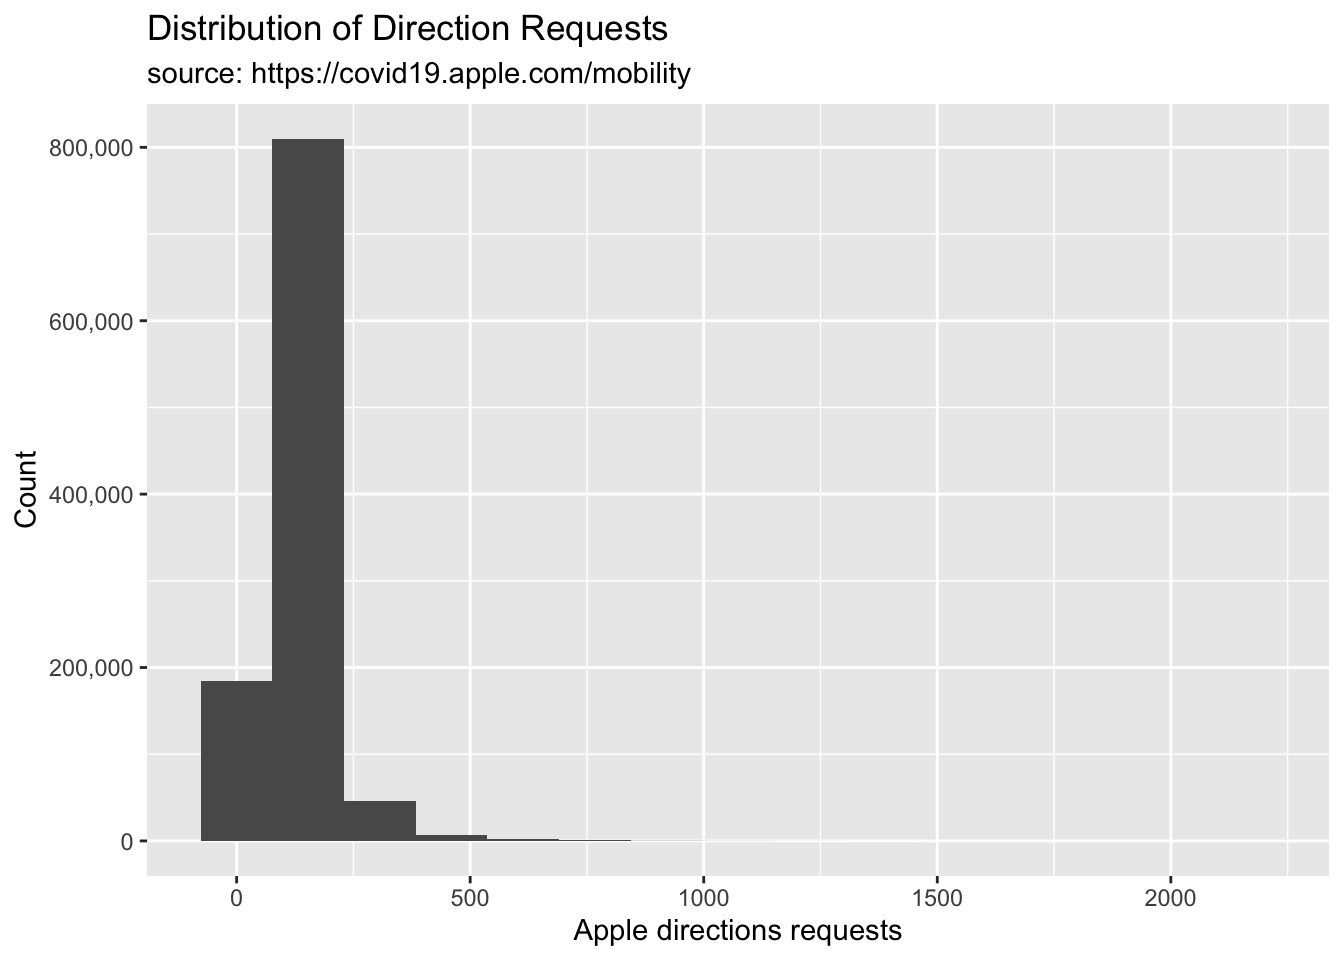 Distribution of Direction Requests
source: https://covid19.apple.com/mobility
800,000
600,000
400,000
200,000
0
Count
0 500 1000 1500 2000
Apple directions requests